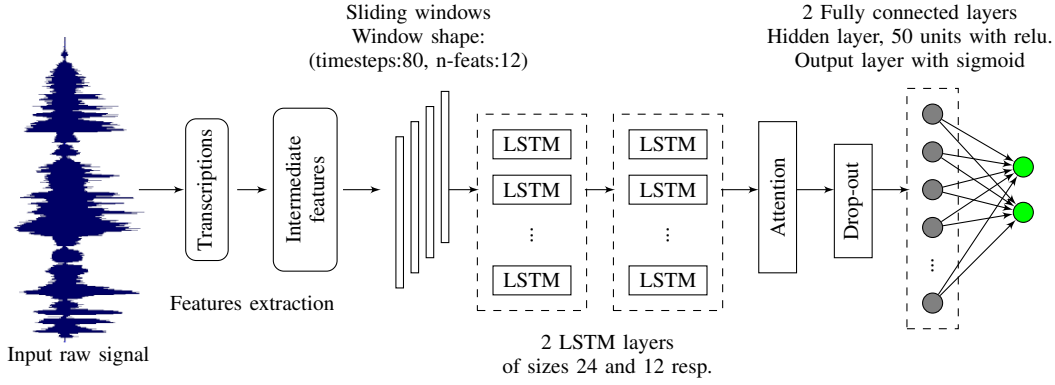 Sliding windows
Window shape:
(timesteps:80, n-feats:12)
2 Fully connected layers
Hidden layer, 50 units with relu.
Output layer with sigmoid
Transcriptions
Intermediate
features
LSTM
LSTM
...
LSTM
LSTM
LSTM
...
LSTM
Attention
Drop-out
...
Features extraction
Input raw signal
2 LSTM layers
of sizes 24 and 12 resp.